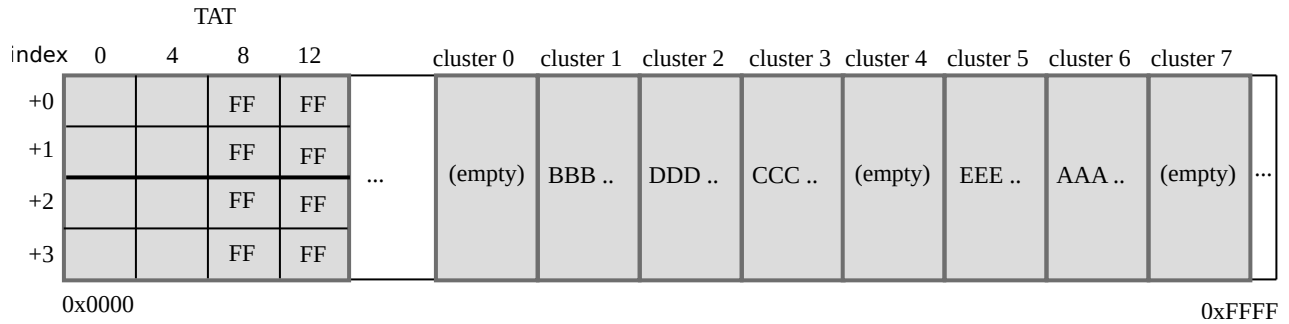 TAT
index 0 4 8 12
cluster 0 cluster 1 cluster 2 cluster 3 cluster 4 cluster 5 cluster 6 cluster 7
+0 FF FF
+1 FF FF
... (empty) BBB .. DDD .. CCC .. (empty) EEE .. AAA .. (empty) ...
+2 FF FF
+3 FF FF
0x0000 0xFFFF